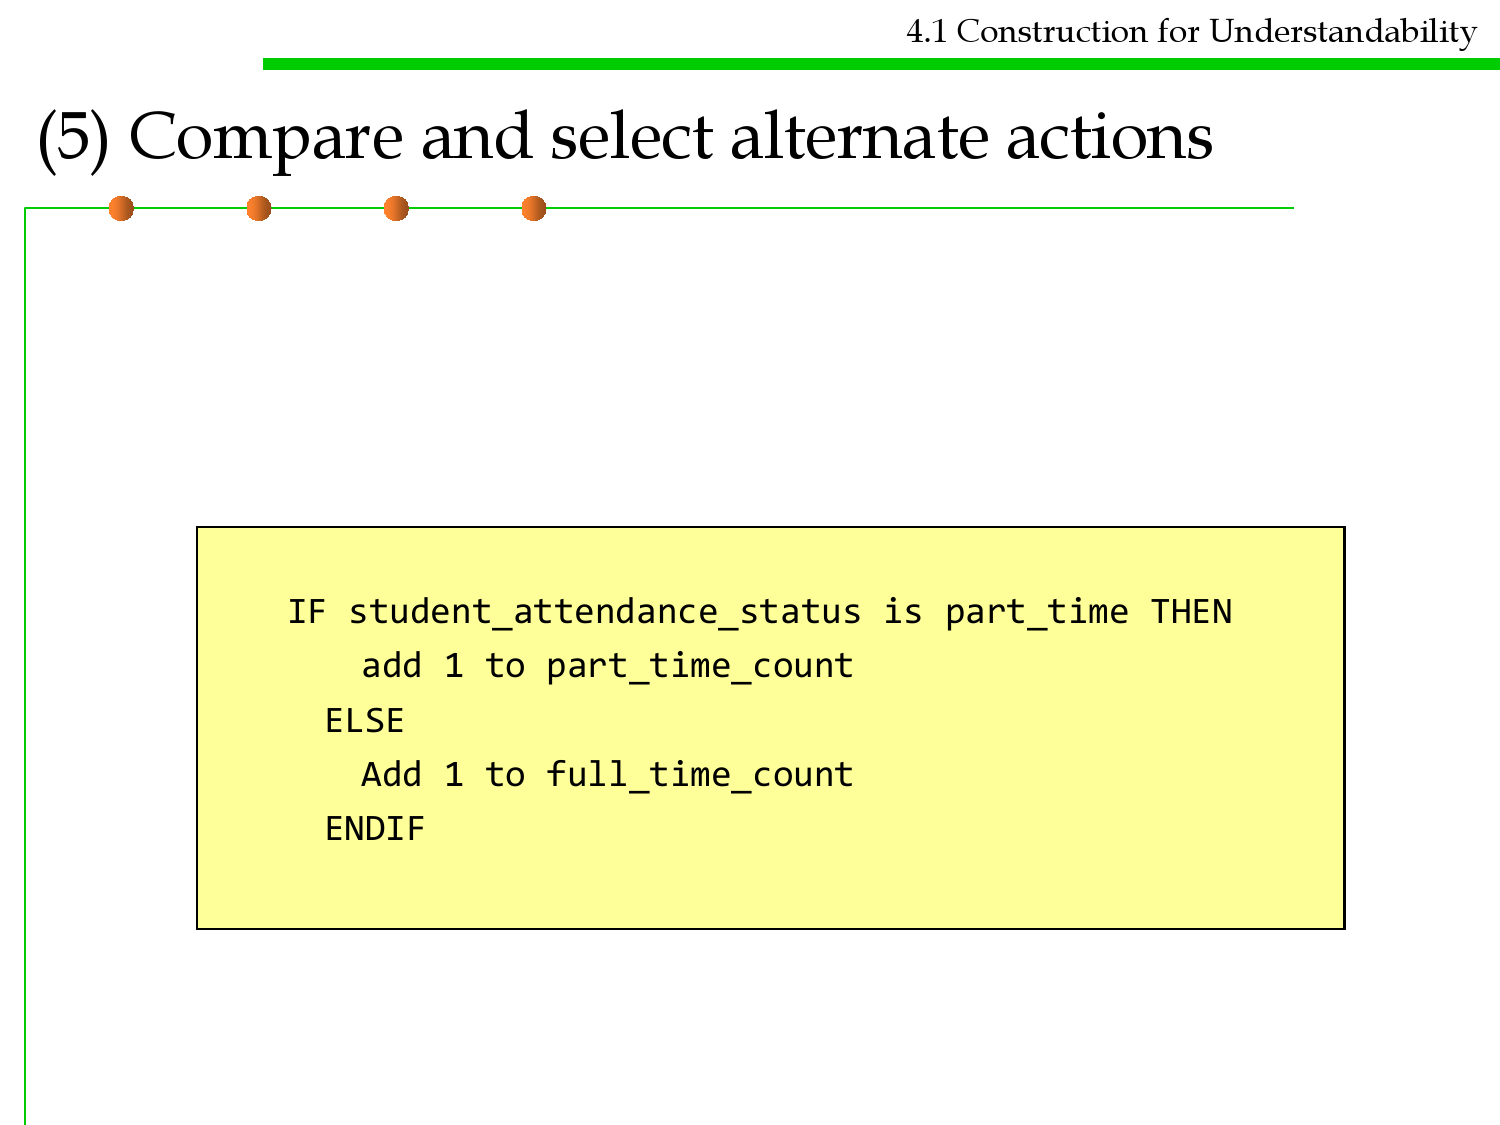 4.1 Construction for Understandability
(5) Compare and select alternate actions
IF student_attendance_status is part_time THEN
add 1 to part_time_count
ELSE
Add 1 to full_time_count
ENDIF